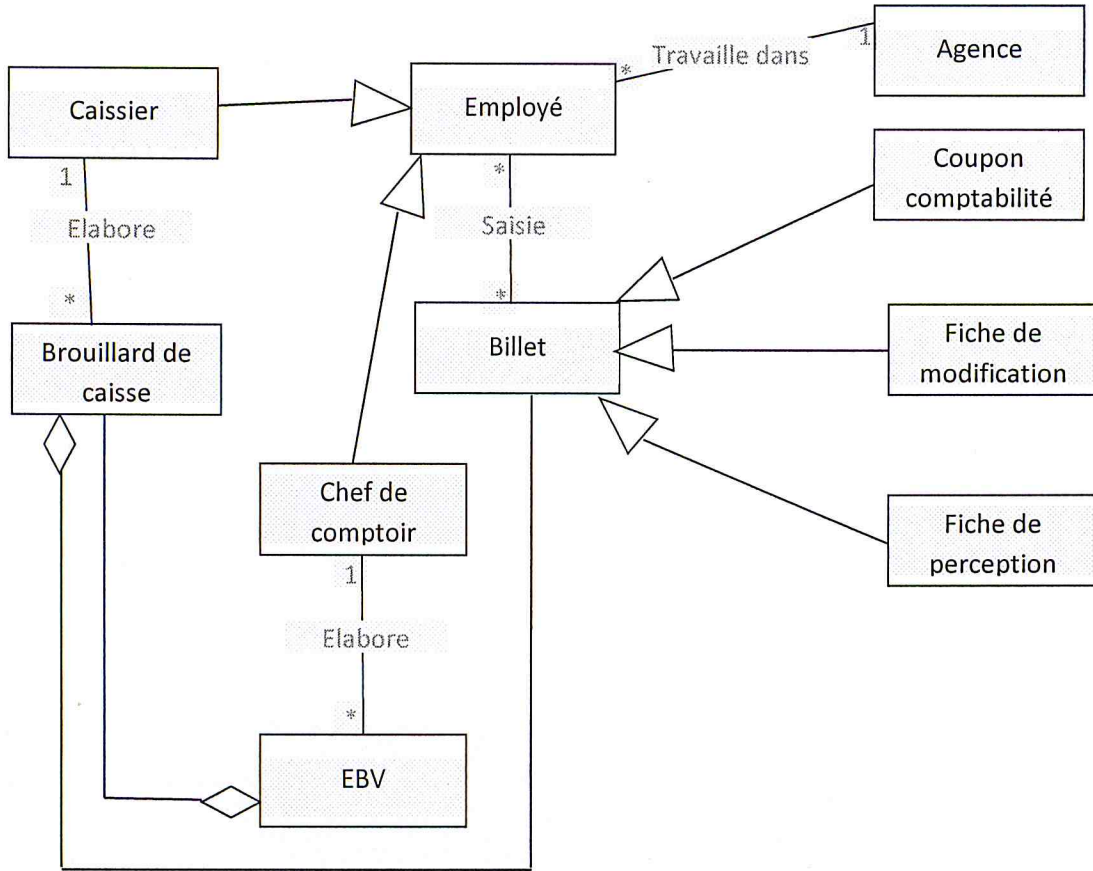 1
Agence
Travaille dans
*
Caissier
Employé
1
*
Coupon
comptabilité
Elabore
Saisie
*
*
Brouillard de
caisse
Billet
Fiche de
modification
Chef de
comptoir
Fiche de
perception
1
Elabore
*
EBV